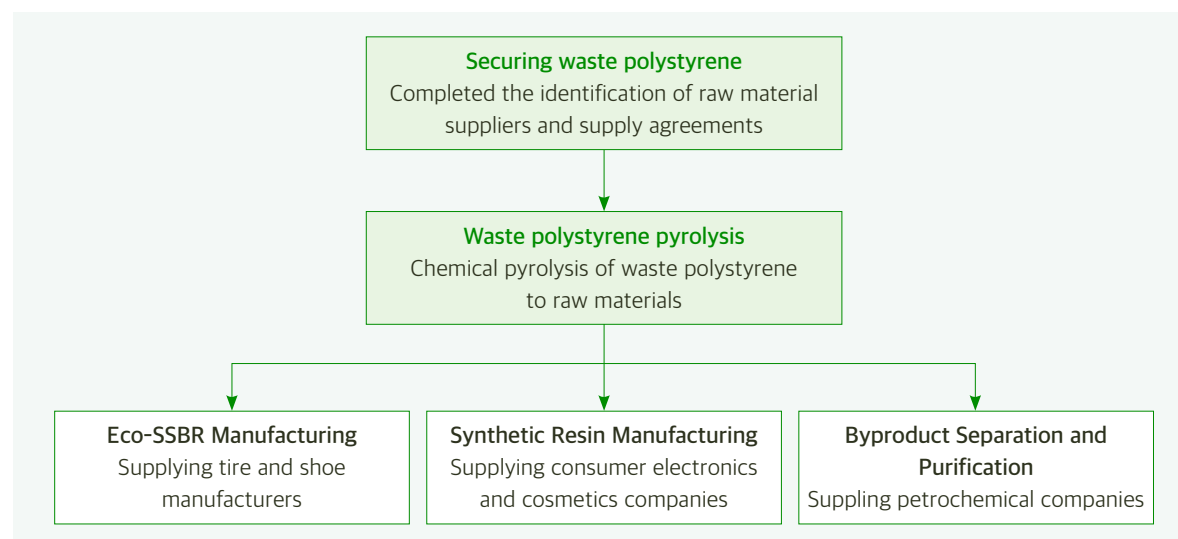 Securing waste polystyrene
Completed the identification of raw material
suppliers and supply agreements
Waste polystyrene pyrolysis
Chemical pyrolysis of waste polystyrene
to raw materials
Eco-SSBR Manufacturing
Supplying tire and shoe
manufacturers
Synthetic Resin Manufacturing
Supplying consumer electronics
and cosmetics companies
Byproduct Separation and
Purification
Suppling petrochemical companies